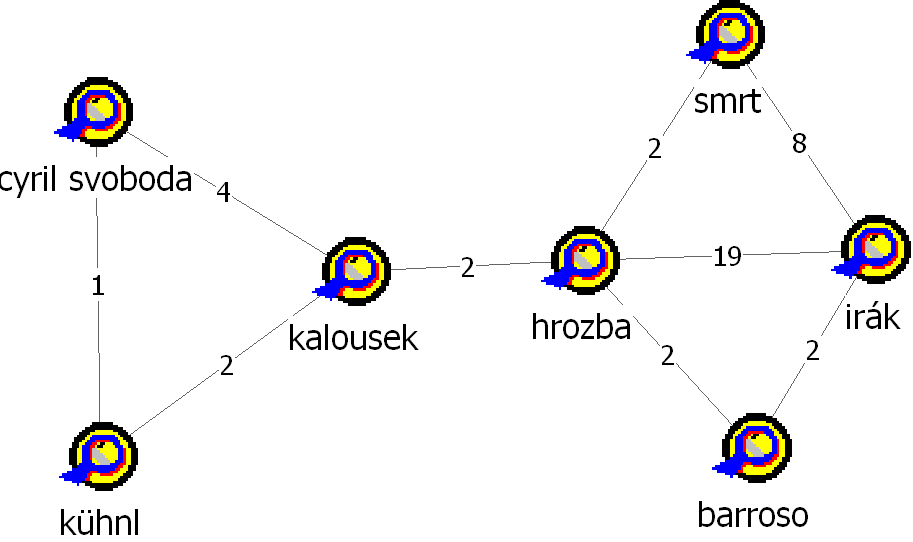 smrt
2
8
cyril svoboda
4
1
2
19
kalousek
hrozba
irák
2
2
2
kühnl
barroso